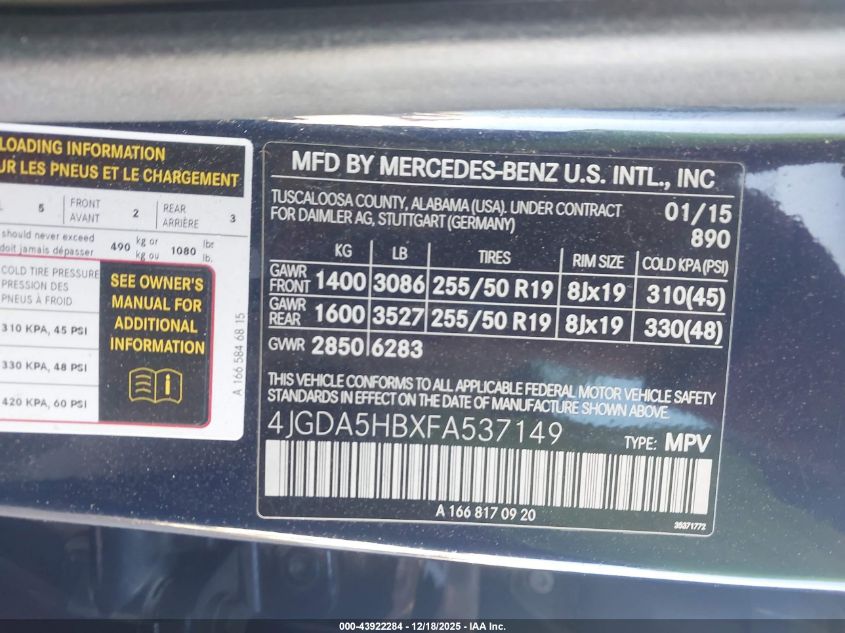 LOADING INFORMATION
UR LES PNEUS ET LE CHARGEMENT
5 FRONT AVANT 2 REAR ARRIÈRE 3
should never exceed
doit jamais dépasser 490 kg or kg ou 1080 lbs lb.
COLD TIRE PRESSURE
PRESSION DES
PNEUS À FROID
310 KPA, 45 PSI
330 KPA, 48 PSI
420 KPA, 60 PSI
SEE OWNER'S
MANUAL FOR
ADDITIONAL
INFORMATION
A 166 584 68 15
MFD BY MERCEDES-BENZ U.S. INTL., INC
TUSCALOOSA COUNTY, ALABAMA (USA). UNDER CONTRACT 01/15
FOR DAIMLER AG, STUTTGART (GERMANY) 890
KG LB TIRES RIM SIZE COLD KPA (PSI)
GAWR FRONT 1400 3086 255/50 R19 8Jx19 310(45)
GAWR REAR 1600 3527 255/50 R19 8Jx19 330(48)
GVWR 2850 6283
THIS VEHICLE CONFORMS TO ALL APPLICABLE FEDERAL MOTOR VEHICLE SAFETY
STANDARDS IN EFFECT ON THE DATE OF MANUFACTURE SHOWN ABOVE.
4JGDA5HBXFA537149 TYPE: MPV
A 166 817 09 20
35371772
000-43922284 - 12/18/2025 - IAA Inc.